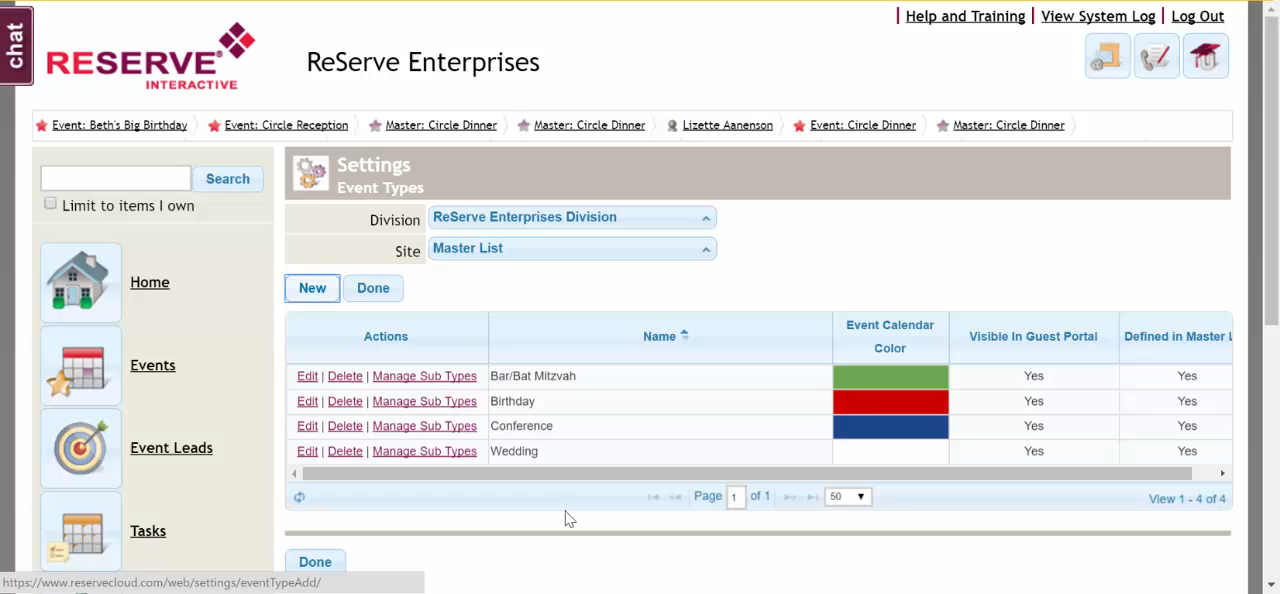 Help and Training View System Log Log Out
chat
RESERVE®
INTERACTIVE
ReServe Enterprises
Event: Beth's Big Birthday Event: Circle Reception Master: Circle Dinner Master: Circle Dinner Lizette Aanenson Event: Circle Dinner Master: Circle Dinner
Search
Limit to items I own
Home
Events
Event Leads
Tasks
Settings
Event Types
Division ReServe Enterprises Division
Site Master List
New Done
Actions Name Event Calendar Color Visible In Guest Portal Defined in Master L
Edit | Delete | Manage Sub Types Bar/Bat Mitzvah Yes Yes
Edit | Delete | Manage Sub Types Birthday Yes Yes
Edit | Delete | Manage Sub Types Conference Yes Yes
Edit | Delete | Manage Sub Types Wedding Yes Yes
Page 1 of 1 50 View 1 - 4 of 4
Done
https://www.reservecloud.com/web/settings/eventTypeAdd/